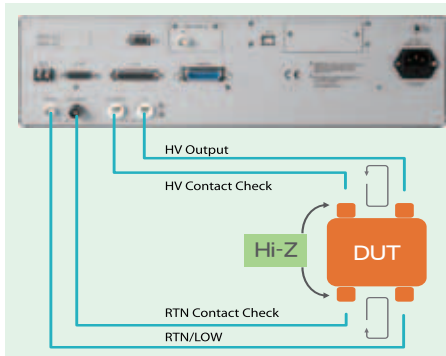 HV Output
HV Contact Check
Hi-Z
DUT
RTN Contact Check
RTN/LOW